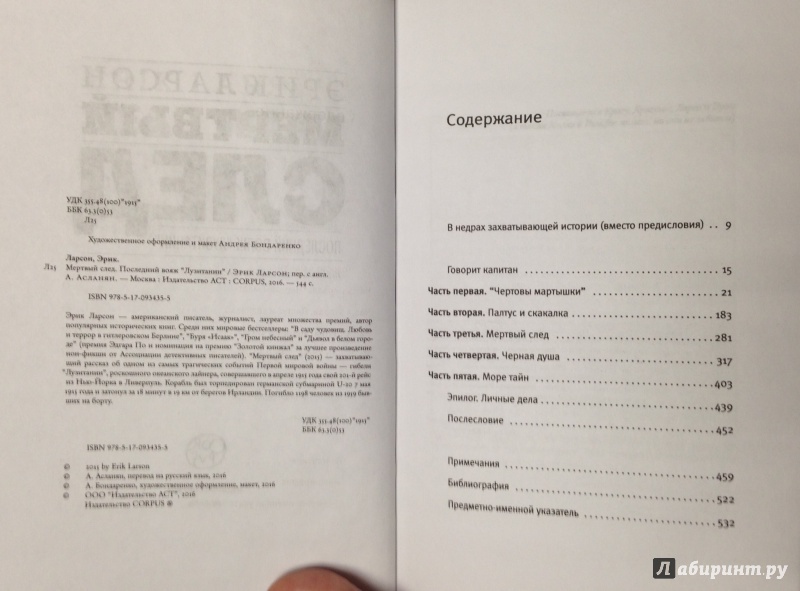 УДК 355.48(100)"1915"
ББК 63.3(0)53
Л25
Художественное оформление и макет Андрея Бондаренко
Ларсон, Эрик.
Л25 Мертвый след. Последний вояж "Лузитании" / Эрик Ларсон; пер. с англ.
А. Асланян. — Москва : Издательство АСТ : CORPUS, 2016. — 544 с.
ISBN 978-5-17-093435-5
Эрик Ларсон — американский писатель, журналист, лауреат множества премий, автор
популярных исторических книг. Среди них мировые бестселлеры: "В саду чудовищ. Любовь
и террор в гитлеровском Берлине", "Буря «Исаак»", "Гром небесный" и "Дьявол в белом горо-
де" (премия Эдгара По и номинация на премию "Золотой кинжал" за лучшее произведение
нон-фикшн от Ассоциации детективных писателей). "Мертвый след" (2015) — захватываю-
щий рассказ об одном из самых трагических событий Первой мировой войны — гибели
"Лузитании", роскошного океанского лайнера, совершавшего в апреле 1915 года свой 201-й рейс
из Нью-Йорка в Ливерпуль. Корабль был торпедирован германской субмариной U-20 7 мая
1915 года и затонул за 18 минут в 19 км от берегов Ирландии. Погибло 1198 человек из 1959 быв-
ших на борту.
УДК 355.48(100)"1915"
ББК 63.3(0)53
ISBN 978-5-17-093435-5
© 2015 by Erik Larson
© А. Асланян, перевод на русский язык, 2016
© А. Бондаренко, художественное оформление, макет, 2016
© ООО "Издательство АСТ", 2016
Издательство CORPUS ®
Содержание
В недрах захватывающей истории (вместо предисловия) .. 9
Говорит капитан 15
Часть первая. "Чертовы мартышки" 21
Часть вторая. Палтус и скакалка 183
Часть третья. Мертвый след 281
Часть четвертая. Черная душа 317
Часть пятая. Море тайн 403
Эпилог. Личные дела 439
Послесловие 452
Примечания 459
Библиография 522
Предметно-именной указатель 532
Лабиринт.ру